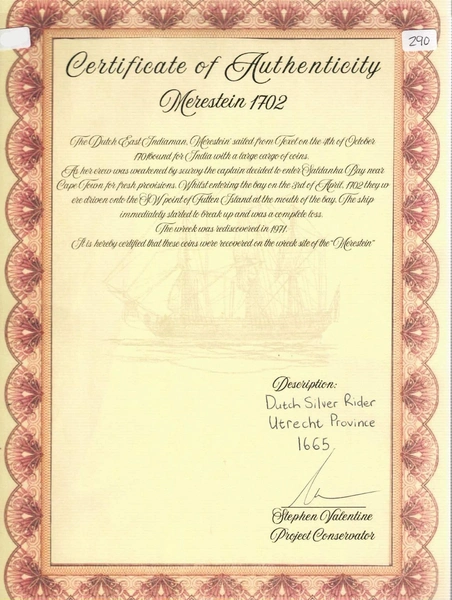 290
Certificate of Authenticity
Merestein 1702
The Dutch East Indiaman, 'Merestein' sailed from Texel on the 4th of October
1701bound for India with a large cargo of coins.
As her crew was weakened by scurvy the captain decided to enter Saldanha Bay near
Cape Town for fresh provisions. Whilst entering the bay on the 3rd of April, 1702 they w
ere driven onto the SW point of Jutten Island at the mouth of the bay. The ship
immediately started to break up and was a complete loss.
The wreck was rediscovered in 1971.
It is hereby certified that these coins were recovered on the wreck site of the "Merestein"
Description:
Dutch Silver Rider
Utrecht Province
1665
Stephen Valentine
Project Conservator